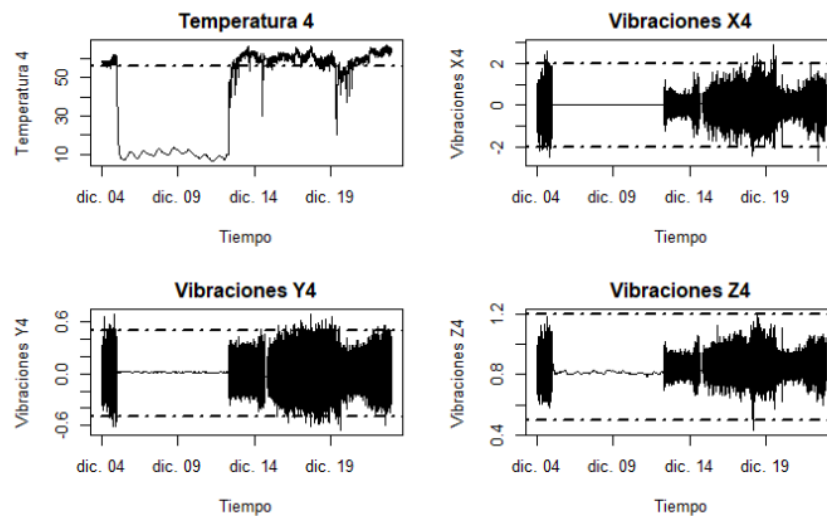 Temperatura 4
Vibraciones X4
Temperatura 4
50
30
10
dic. 04 dic. 09 dic. 14 dic. 19
Tiempo
Vibraciones X4
2
0
-2
dic. 04 dic. 09 dic. 14 dic. 19
Tiempo
Vibraciones Y4
Vibraciones Z4
Vibraciones Y4
0.6
0.0
-0.6
dic. 04 dic. 09 dic. 14 dic. 19
Tiempo
Vibraciones Z4
1.2
0.8
0.4
dic. 04 dic. 09 dic. 14 dic. 19
Tiempo